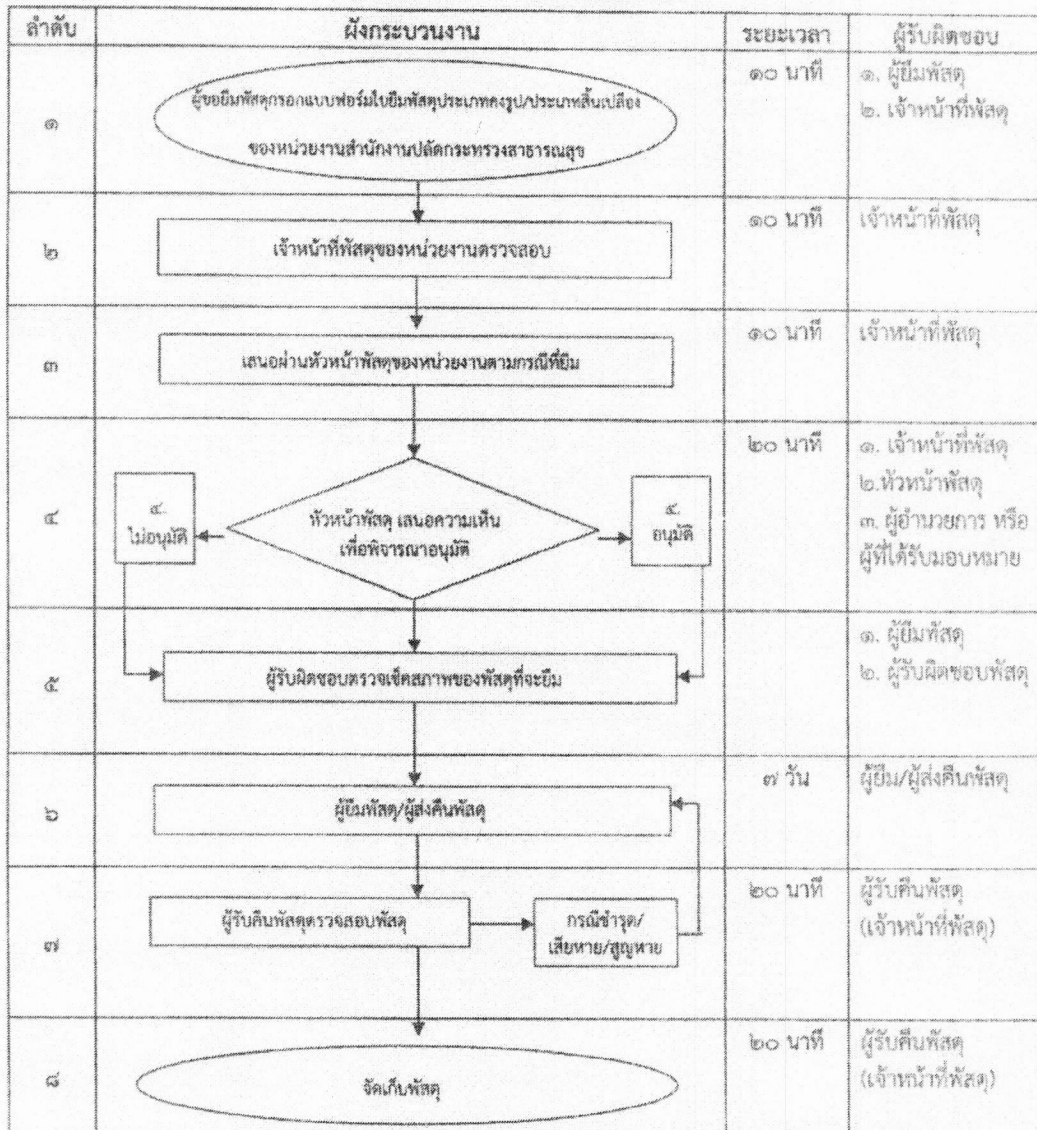 ลำดับ
ผังกระบวนงาน
ระยะเวลา
ผู้รับผิดชอบ
๑
ผู้ขอยืมพัสดุกรอกแบบฟอร์มใบยืมพัสดุประเภทคงรูป/ประเภทสิ้นเปลือง
ของหน่วยงานสำนักงานปลัดกระทรวงสาธารณสุข
๑๐ นาที
๑. ผู้ยืมพัสดุ
๒. เจ้าหน้าที่พัสดุ
๒
เจ้าหน้าที่พัสดุของหน่วยงานตรวจสอบ
๑๐ นาที
เจ้าหน้าที่พัสดุ
๓
เสนอผ่านหัวหน้าพัสดุของหน่วยงานตามกรณีที่ยืม
๑๐ นาที
เจ้าหน้าที่พัสดุ
๔
๔.
ไม่อนุมัติ
หัวหน้าพัสดุ เสนอความเห็น
เพื่อพิจารณาอนุมัติ
๔.
อนุมัติ
๒๐ นาที
๑. เจ้าหน้าที่พัสดุ
๒.หัวหน้าพัสดุ
๓. ผู้อำนวยการ หรือ
ผู้ที่ได้รับมอบหมาย
๕
ผู้รับผิดชอบตรวจเช็คสภาพของพัสดุที่จะยืม
๑. ผู้ยืมพัสดุ
๒. ผู้รับผิดชอบพัสดุ
๖
ผู้ยืมพัสดุ/ผู้ส่งคืนพัสดุ
๗ วัน
ผู้ยืม/ผู้ส่งคืนพัสดุ
๗
ผู้รับคืนพัสดุตรวจสอบพัสดุ
กรณีชำรุด/
เสียหาย/สูญหาย
๒๐ นาที
ผู้รับคืนพัสดุ
(เจ้าหน้าที่พัสดุ)
๘
จัดเก็บพัสดุ
๒๐ นาที
ผู้รับคืนพัสดุ
(เจ้าหน้าที่พัสดุ)